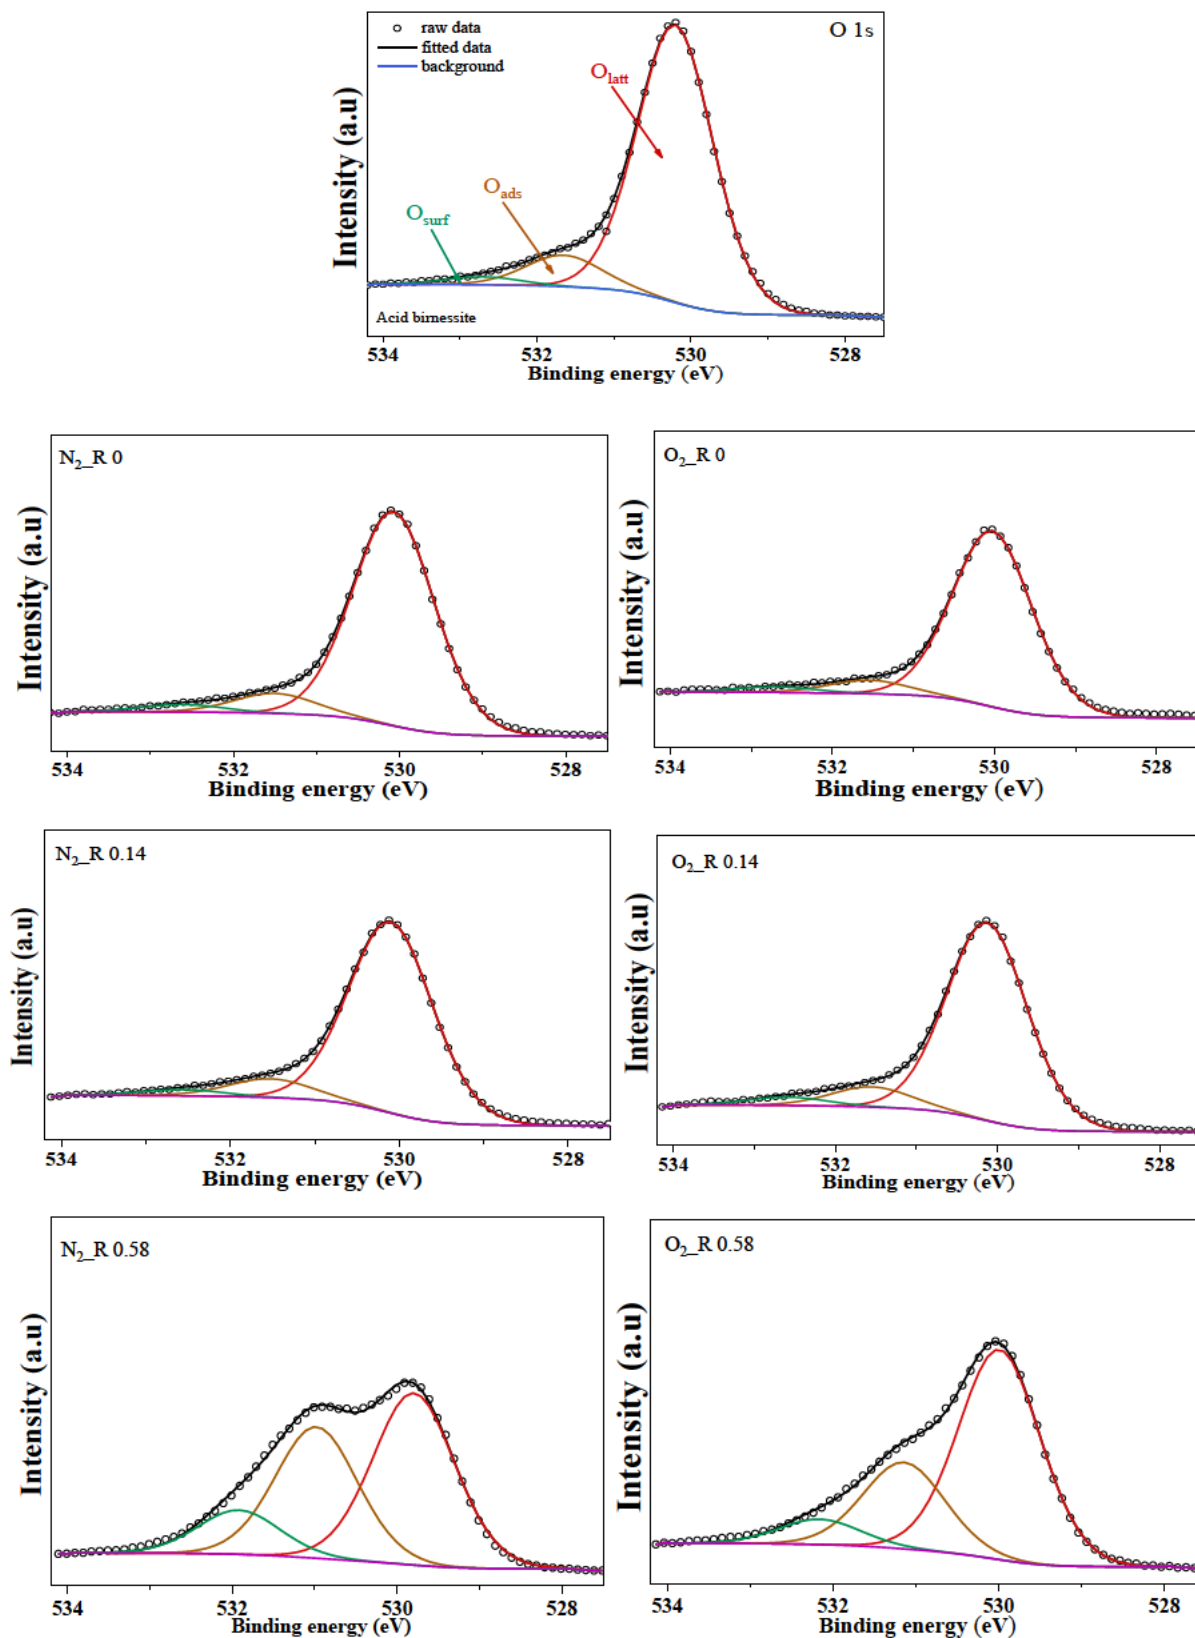 raw data
fitted data
background
O 1s
O_latt
O_ads
O_surf
Acid birnessite
Intensity (a.u)
534 532 530 528
Binding energy (eV)
N₂_R 0
Intensity (a.u)
534 532 530 528
Binding energy (eV)
O₂_R 0
Intensity (a.u)
534 532 530 528
Binding energy (eV)
N₂_R 0.14
Intensity (a.u)
534 532 530 528
Binding energy (eV)
O₂_R 0.14
Intensity (a.u)
534 532 530 528
Binding energy (eV)
N₂_R 0.58
Intensity (a.u)
534 532 530 528
Binding energy (eV)
O₂_R 0.58
Intensity (a.u)
534 532 530 528
Binding energy (eV)